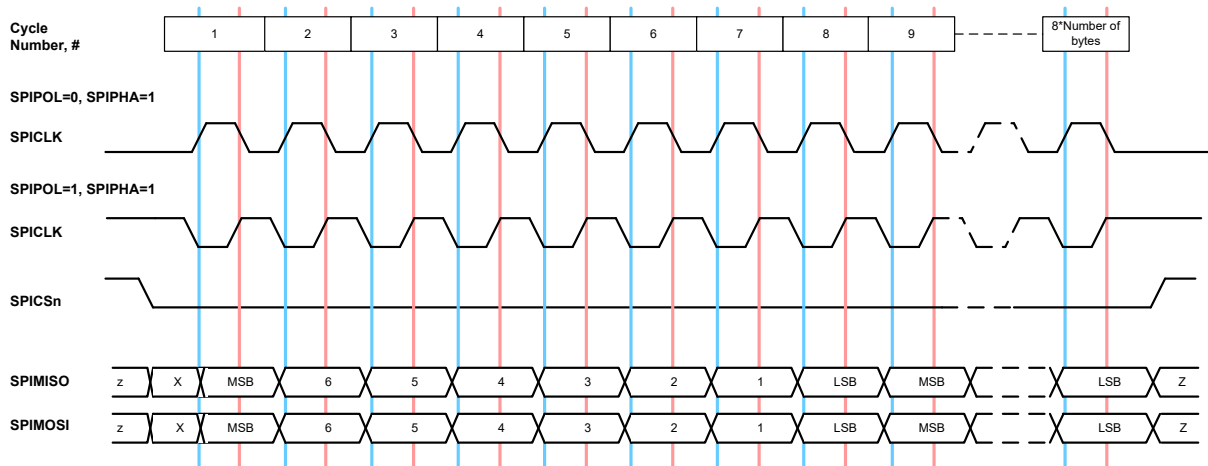 Cycle
Number, #
1 2 3 4 5 6 7 8 9
8*Number of
bytes
SPIPOL=0, SPIPHA=1
SPICLK
SPIPOL=1, SPIPHA=1
SPICLK
SPICSn
SPIMISO z X MSB 6 5 4 3 2 1 LSB MSB LSB Z
SPIMOSI z X MSB 6 5 4 3 2 1 LSB MSB LSB Z